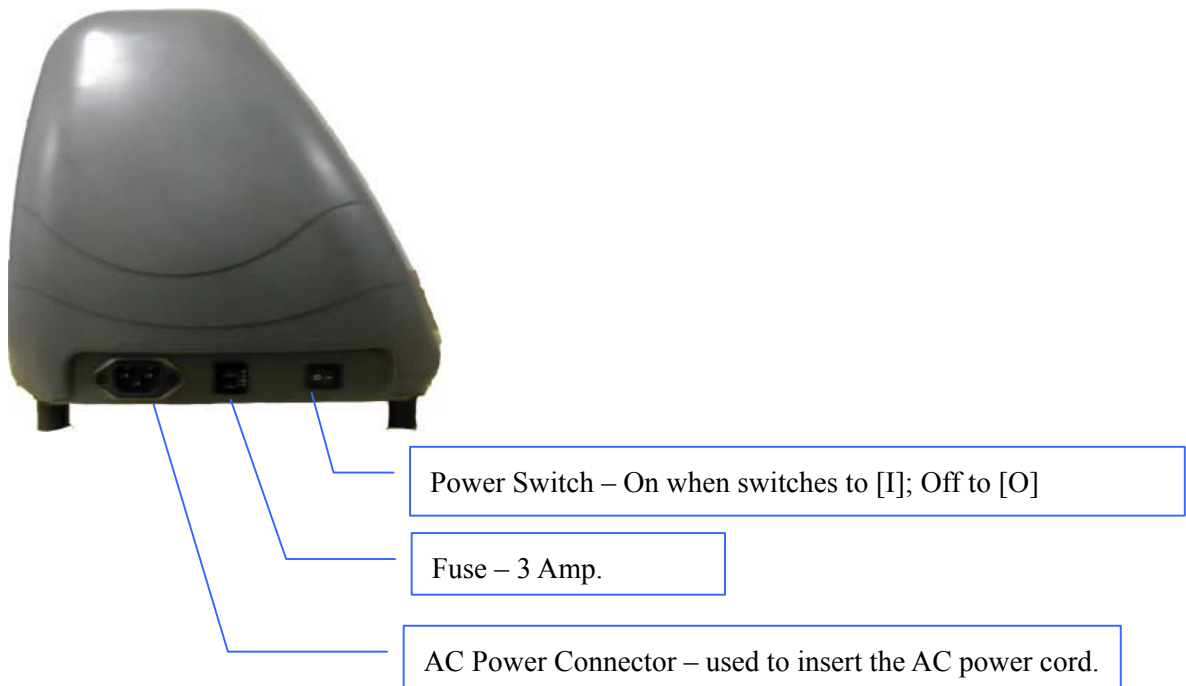 Power Switch – On when switches to [I]; Off to [O]
Fuse – 3 Amp.
AC Power Connector – used to insert the AC power cord.